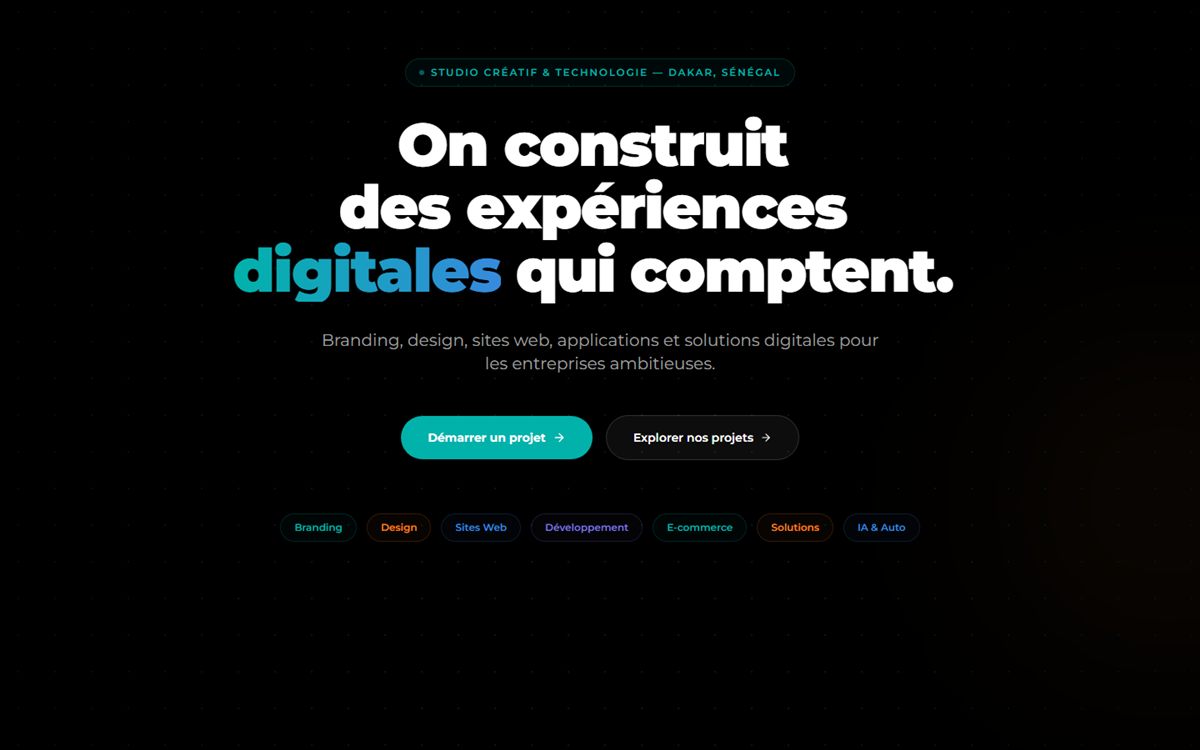 STUDIO CRÉATIF & TECHNOLOGIE — DAKAR, SÉNÉGAL
On construit
des expériences
digitales qui comptent.
Branding, design, sites web, applications et solutions digitales pour
les entreprises ambitieuses.
Démarrer un projet → Explorer nos projets →
Branding Design Sites Web Développement E-commerce Solutions IA & Auto